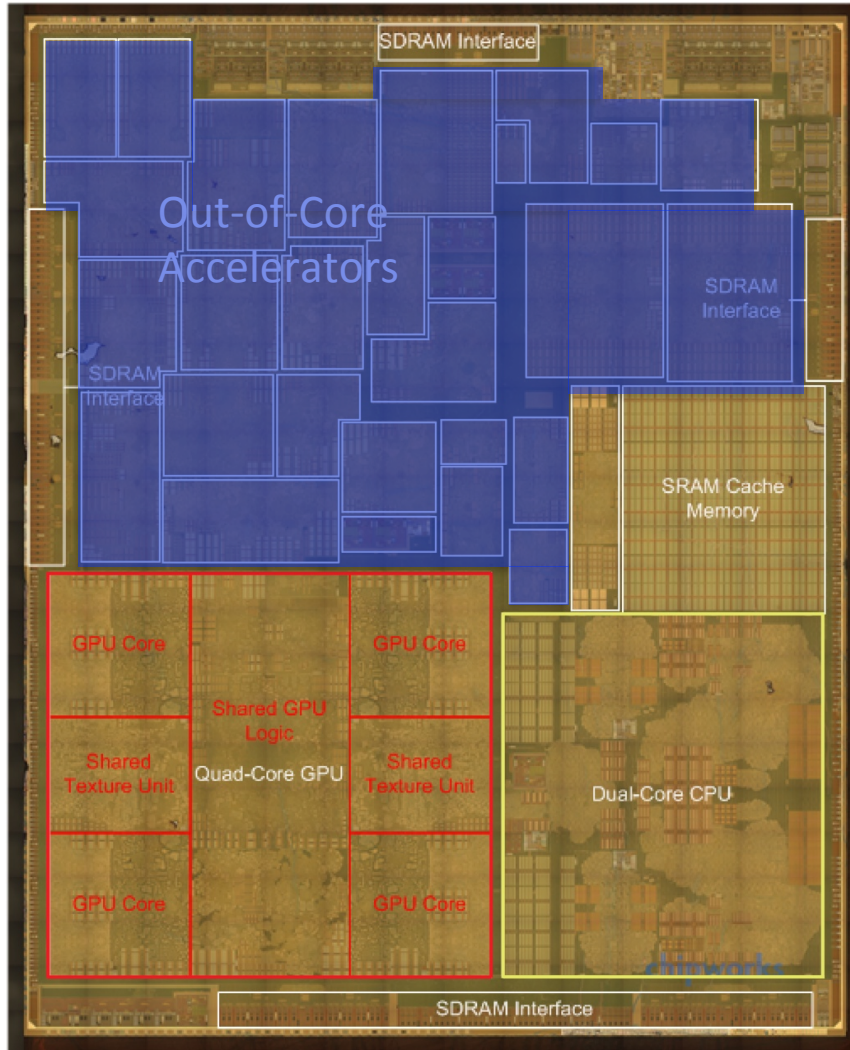 SDRAM Interface
Out-of-Core
Accelerators
SDRAM
Interface
SDRAM
Interface
SRAM Cache
Memory
GPU Core
GPU Core
Shared GPU
Logic
Shared
Texture Unit
Quad-Core GPU
Shared
Texture Unit
Dual-Core CPU
GPU Core
GPU Core
chipworks
SDRAM Interface